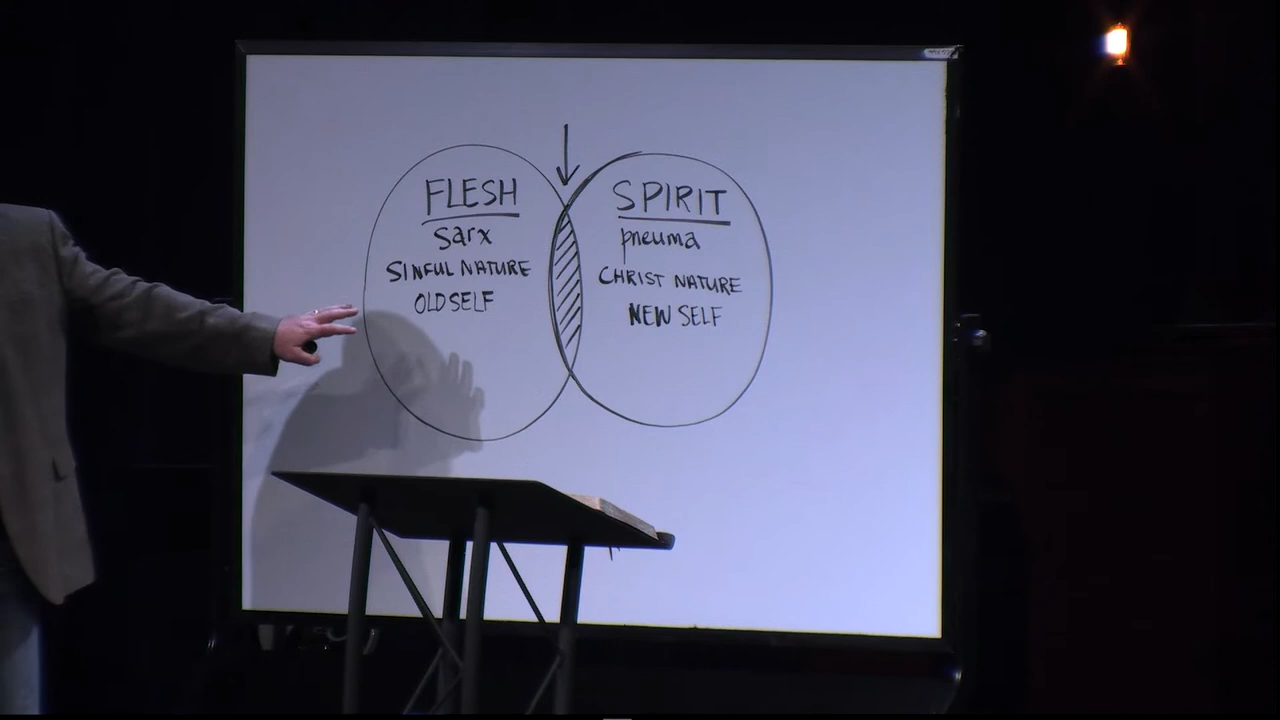 FLESH
sarx
SINFUL NATURE
OLD SELF
SPIRIT
pneuma
CHRIST NATURE
NEW SELF